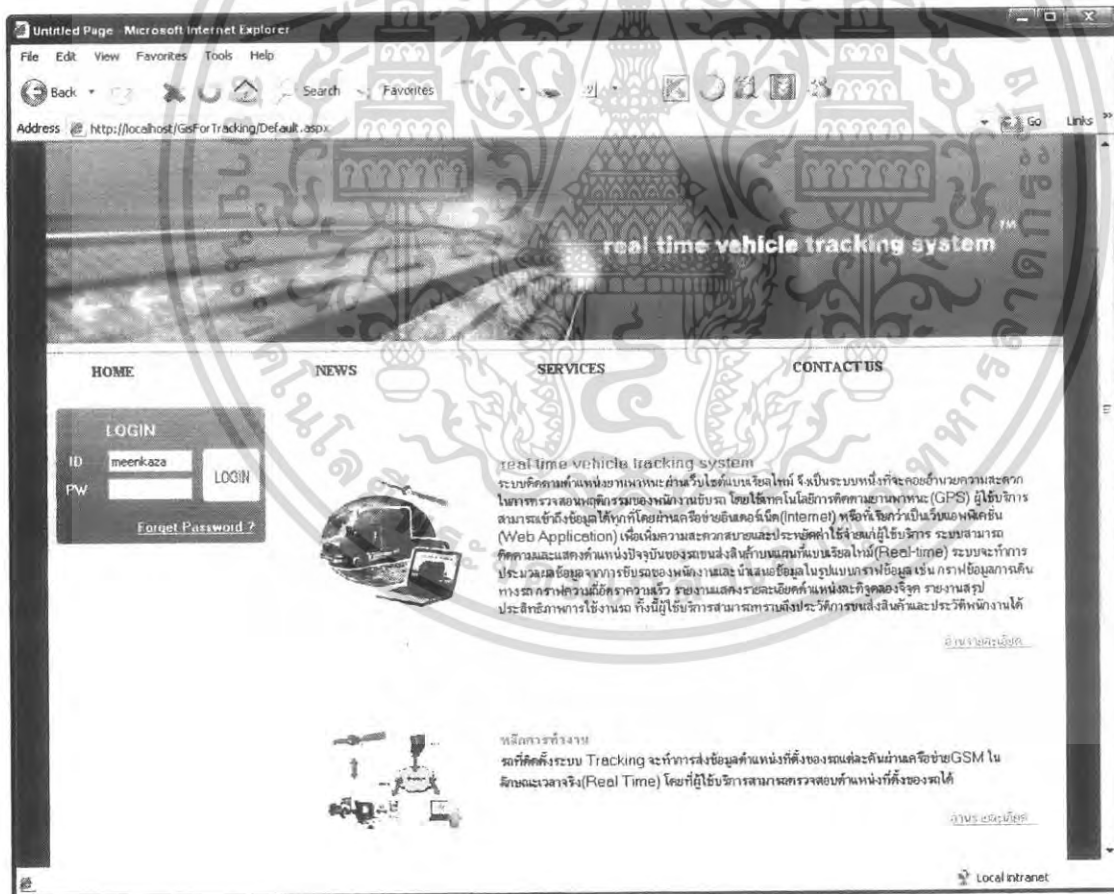 Untitled Page - Microsoft Internet Explorer
File Edit View Favorites Tools Help
Back Search Favorites
Address http://localhost/GisForTracking/Default.aspx Go Links
real time vehicle tracking system TM
HOME NEWS SERVICES CONTACT US
LOGIN
ID meenkaza
PW
LOGIN
Forget Password ?
real time vehicle tracking system
ระบบติดตามตำแหน่งยานพาหนะผ่านเว็บไซต์แบบเรียลไทม์ จึงเป็นระบบหนึ่งที่จะคอยอำนวยความสะดวก
ในการตรวจสอบพฤติกรรมของพนักงานขับรถ โดยใช้เทคโนโลยีการติดตามยานพาหนะ(GPS) ผู้ใช้บริการ
สามารถเข้าถึงข้อมูลได้ทุกที่โดยผ่านเครือข่ายอินเตอร์เน็ต(Internet) หรือที่เรียกว่าเป็นเว็บแอพพิเคชั่น
(Web Application) เพื่อเพิ่มความสะดวกสบายและประหยัดค่าใช้จ่ายแก่ผู้ใช้บริการ ระบบสามารถ
ติดตามและแสดงตำแหน่งปัจจุบันของรถขนส่งสินค้าบนแผนที่แบบเรียลไทม์(Real-time) ระบบจะทำการ
ประมวลผลข้อมูลจากการขับรถของพนักงานและนำเสนอข้อมูลในรูปแบบกราฟข้อมูล เช่น กราฟข้อมูลการเดิน
ทางรถ กราฟความถี่อัตราความเร็ว รายงานแสดงรายละเอียดตำแหน่งละติจูดลองจิจูด รายงานสรุป
ประสิทธิภาพการใช้งานรถ ทั้งนี้ผู้ใช้บริการสามารถทราบถึงประวัติการขนส่งสินค้าและประวัติพนักงานได้
อ่านรายละเอียด
หลักการทำงาน
รถที่ติดตั้งระบบ Tracking จะทำการส่งข้อมูลตำแหน่งที่ตั้งของรถแต่ละคันผ่านเครือข่ายGSM ใน
ลักษณะเวลาจริง(Real Time) โดยที่ผู้ใช้บริการสามารถตรวจสอบตำแหน่งที่ตั้งของรถได้
อ่านรายละเอียด
Local intranet